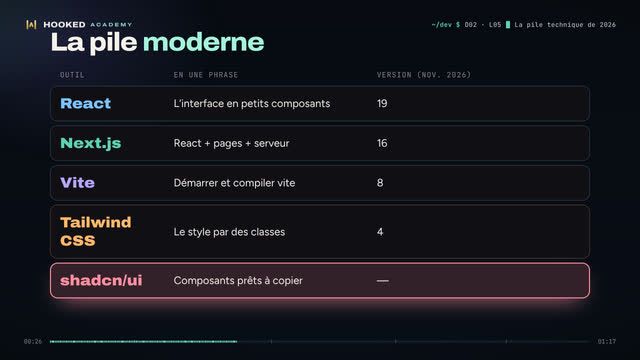 HOOKED ACADEMY
~/dev $ D02 · L05 La pile technique de 2026
La pile moderne
OUTIL EN UNE PHRASE VERSION (NOV. 2026)
React L'interface en petits composants 19
Next.js React + pages + serveur 16
Vite Démarrer et compiler vite 8
Tailwind
CSS Le style par des classes 4
shadcn/ui Composants prêts à copier —
00:26 01:17